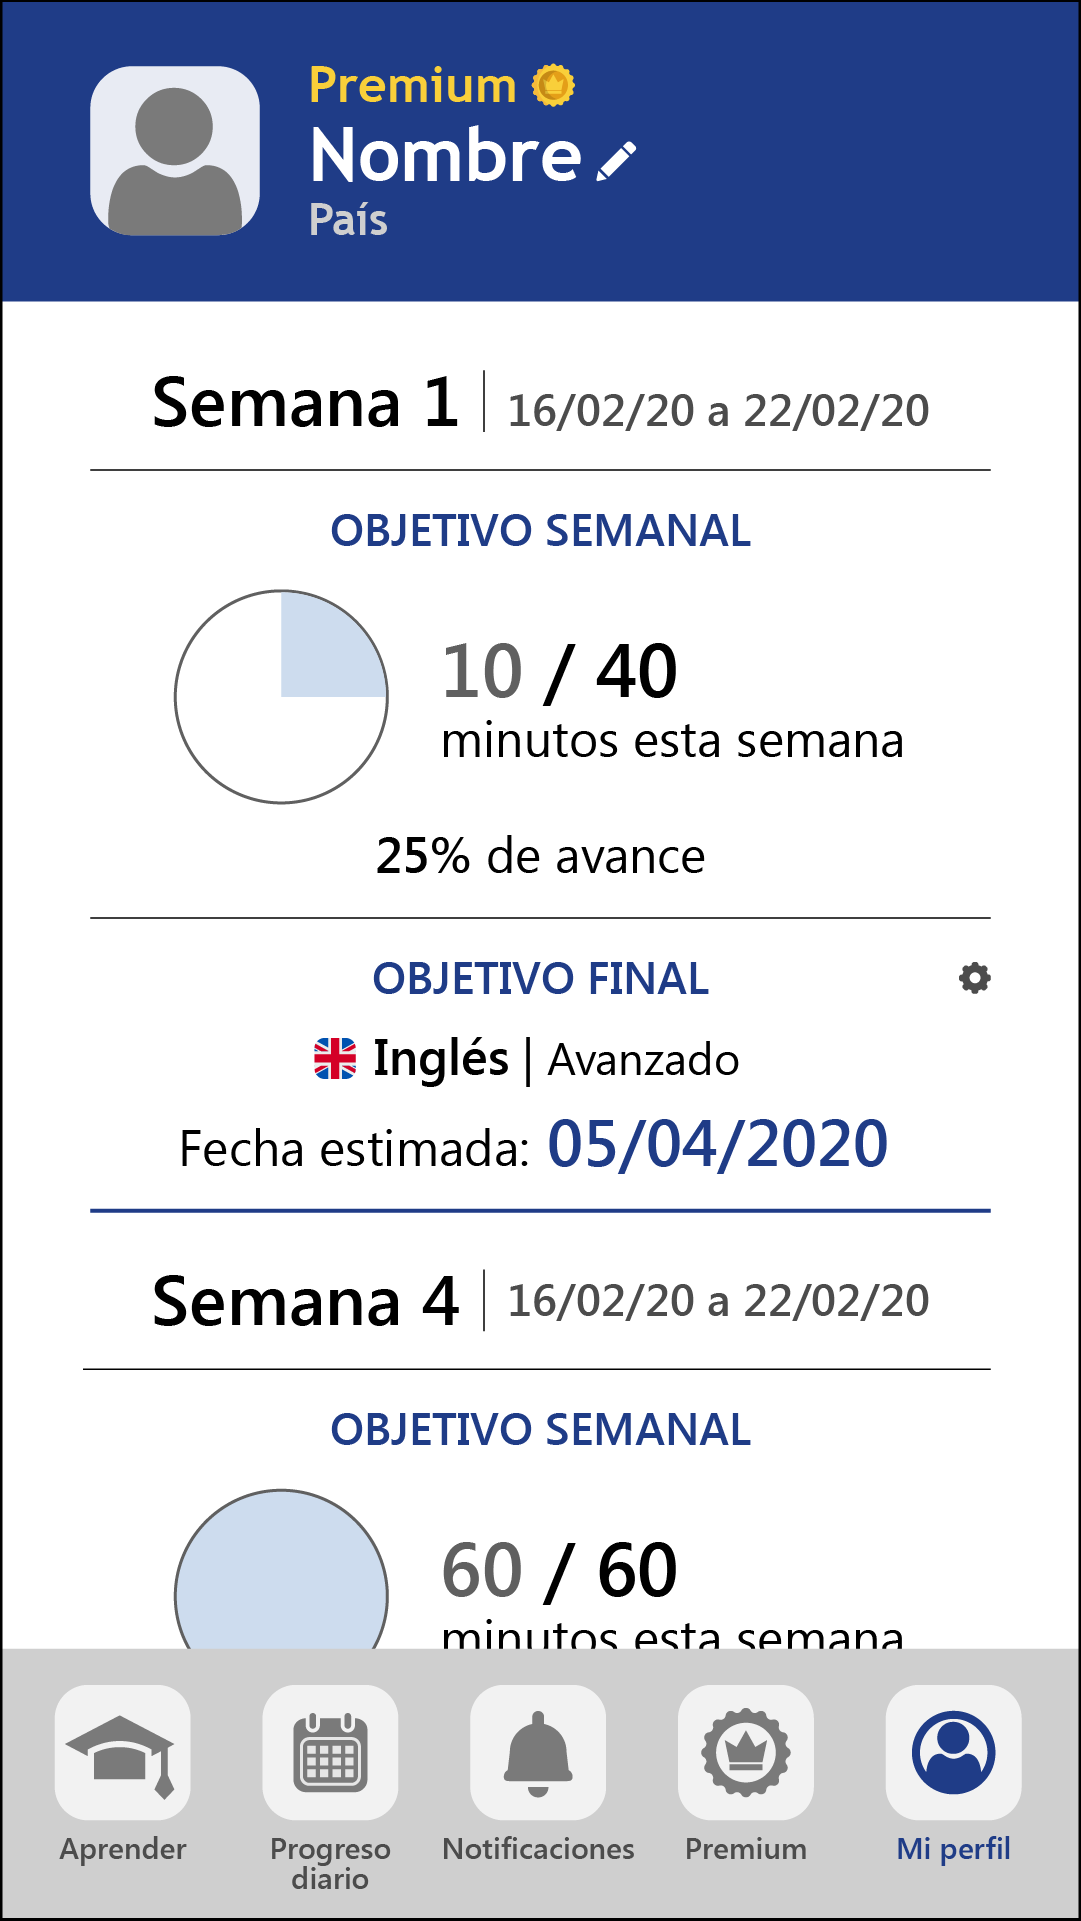 Premium
Nombre
País
Semana 1 | 16/02/20 a 22/02/20
OBJETIVO SEMANAL
10 / 40
minutos esta semana
25% de avance
OBJETIVO FINAL
Inglés | Avanzado
Fecha estimada: 05/04/2020
Semana 4 | 16/02/20 a 22/02/20
OBJETIVO SEMANAL
60 / 60
minutos esta semana
Aprender
Progreso
diario
Notificaciones
Premium
Mi perfil